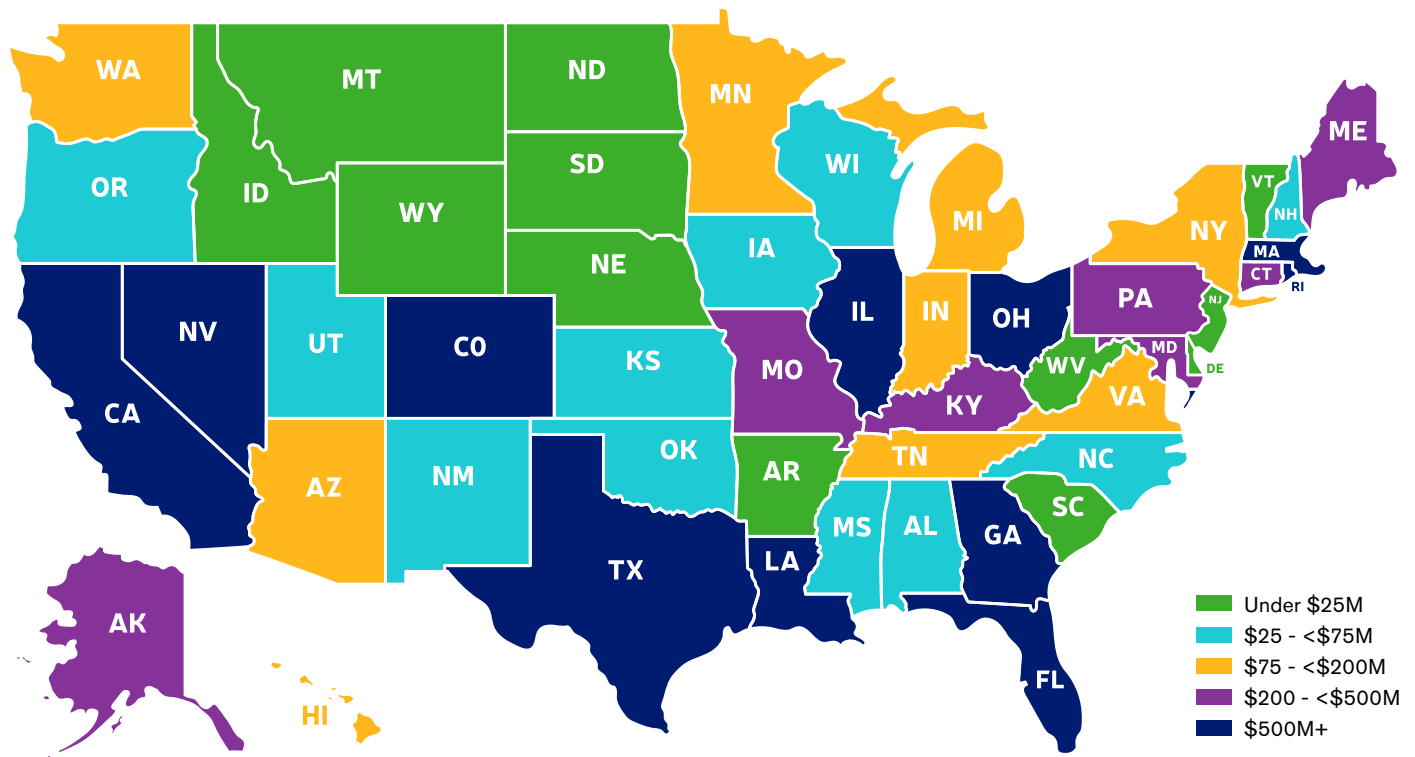 WA
MT
ND
MN
ME
OR
ID
SD
WI
VT
NH
WY
MI
NY
MA
IA
NE
CT
RI
PA
NJ
NV
UT
CO
KS
MO
IL
IN
OH
MD
WV
DE
CA
KY
VA
AZ
NM
OK
AR
TN
NC
SC
MS
AL
GA
LA
TX
AK
HI
FL
Under $25M
$25 - <$75M
$75 - <$200M
$200 - <$500M
$500M+